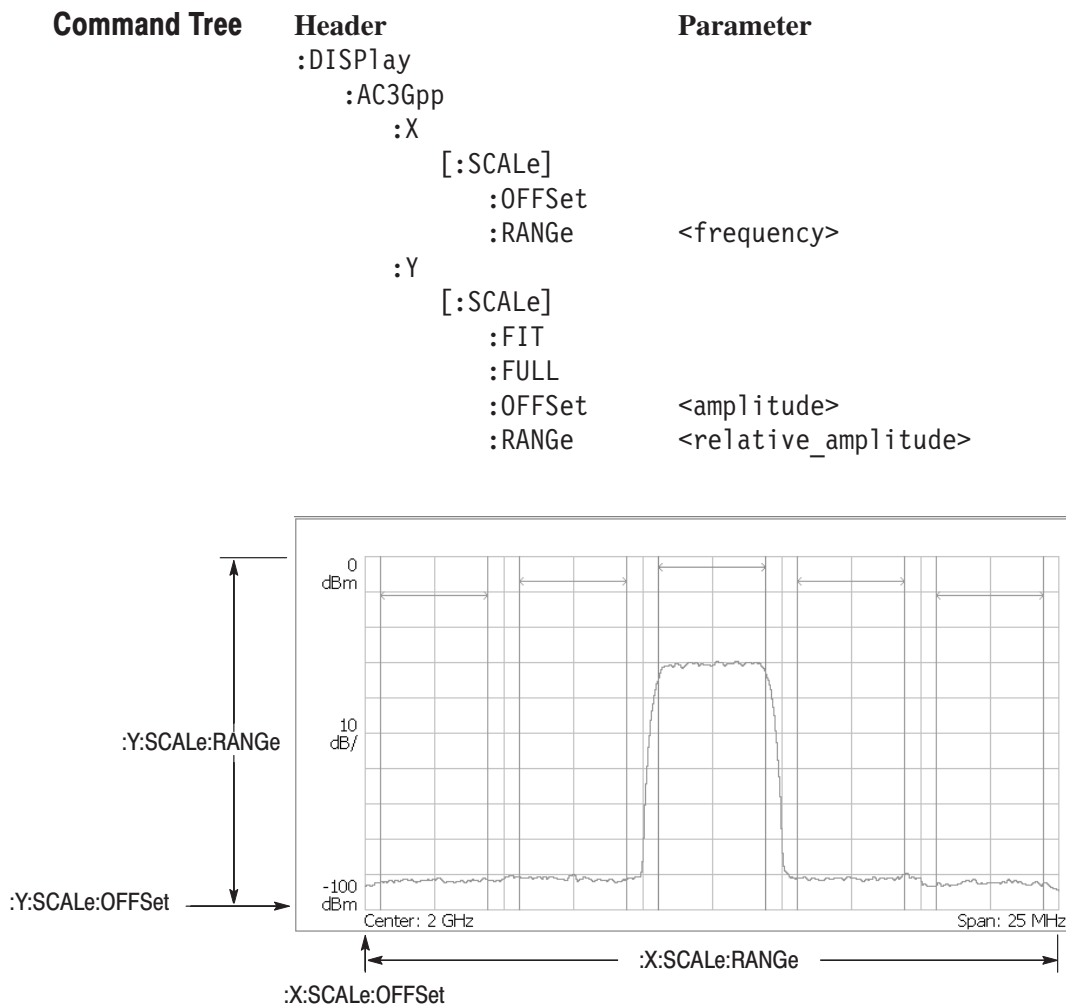 Command Tree Header Parameter
:DISPlay
:AC3Gpp
:X
[:SCALe]
:OFFSet
:RANGe <frequency>
:Y
[:SCALe]
:FIT
:FULL
:OFFSet <amplitude>
:RANGe <relative_amplitude>
0
dBm
:Y:SCALe:RANGe
10
dB/
-100
dBm
:Y:SCALe:OFFSet
Center: 2 GHz Span: 25 MHz
:X:SCALe:RANGe
:X:SCALe:OFFSet